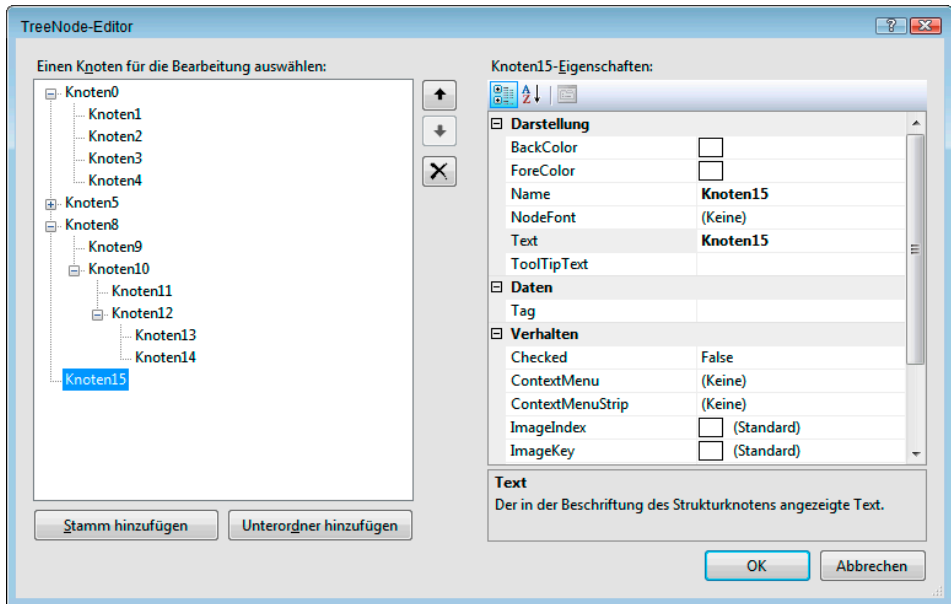 TreeNode-Editor
Einen Knoten für die Bearbeitung auswählen:
Knoten0
Knoten1
Knoten2
Knoten3
Knoten4
Knoten5
Knoten8
Knoten9
Knoten10
Knoten11
Knoten12
Knoten13
Knoten14
Knoten15
Stamm hinzufügen
Unterordner hinzufügen
Knoten15-Eigenschaften:
Darstellung
BackColor
ForeColor
Name Knoten15
NodeFont (Keine)
Text Knoten15
ToolTipText
Daten
Tag
Verhalten
Checked False
ContextMenu (Keine)
ContextMenuStrip (Keine)
ImageIndex (Standard)
ImageKey (Standard)
Text
Der in der Beschriftung des Strukturknotens angezeigte Text.
OK
Abbrechen